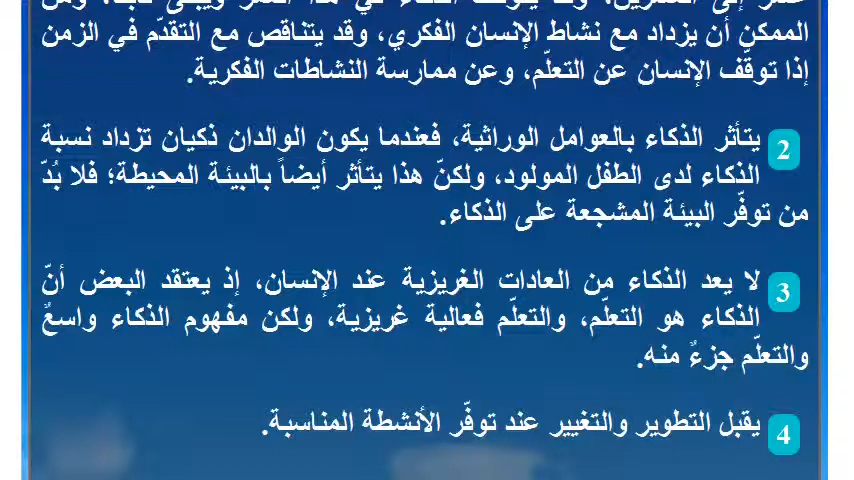 الممكن أن يزداد مع نشاط الإنسان الفكري، وقد يتناقص مع التقدّم في الزمن
إذا توقّف الإنسان عن التعلّم، وعن ممارسة النشاطات الفكرية.
2 يتأثر الذكاء بالعوامل الوراثية، فعندما يكون الوالدان ذكيان تزداد نسبة
الذكاء لدى الطفل المولود، ولكنّ هذا يتأثر أيضاً بالبيئة المحيطة؛ فلا بُدّ
من توفّر البيئة المشجعة على الذكاء.
3 لا يعد الذكاء من العادات الغريزية عند الإنسان، إذ يعتقد البعض أنّ
الذكاء هو التعلّم، والتعلّم فعالية غريزية، ولكن مفهوم الذكاء واسعٌ
والتعلّم جزءٌ منه.
4 يقبل التطوير والتغيير عند توفّر الأنشطة المناسبة.